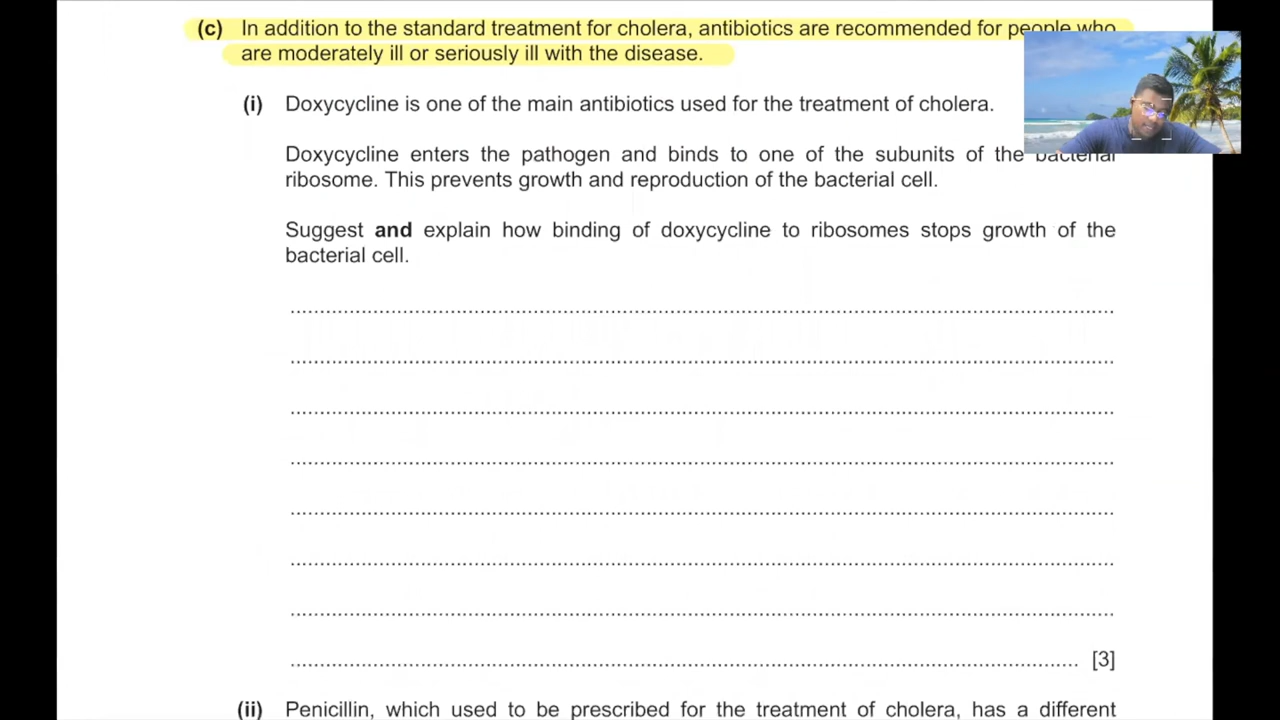 (c) In addition to the standard treatment for cholera, antibiotics are recommended for people who
are moderately ill or seriously ill with the disease.
(i) Doxycycline is one of the main antibiotics used for the treatment of cholera.
Doxycycline enters the pathogen and binds to one of the subunits of the bacterial
ribosome. This prevents growth and reproduction of the bacterial cell.
Suggest and explain how binding of doxycycline to ribosomes stops growth of the
bacterial cell.
[3]
(ii) Penicillin, which used to be prescribed for the treatment of cholera, has a different